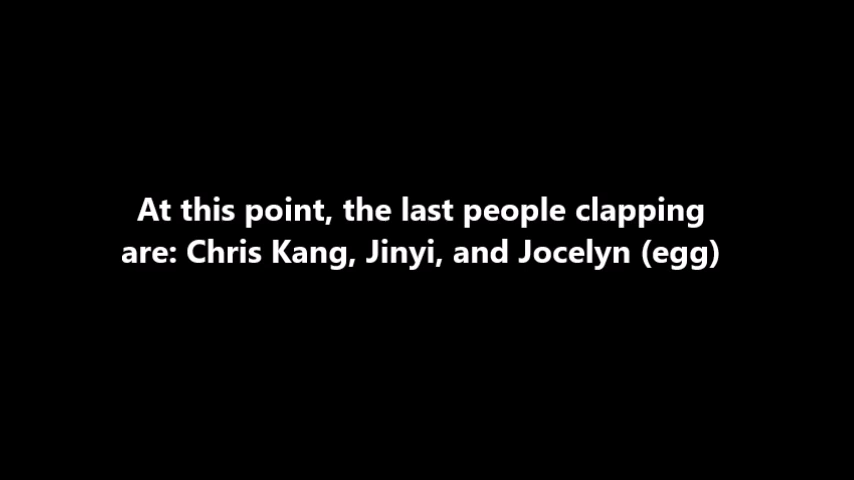 At this point, the last people clapping
are: Chris Kang, Jinyi, and Jocelyn (egg)